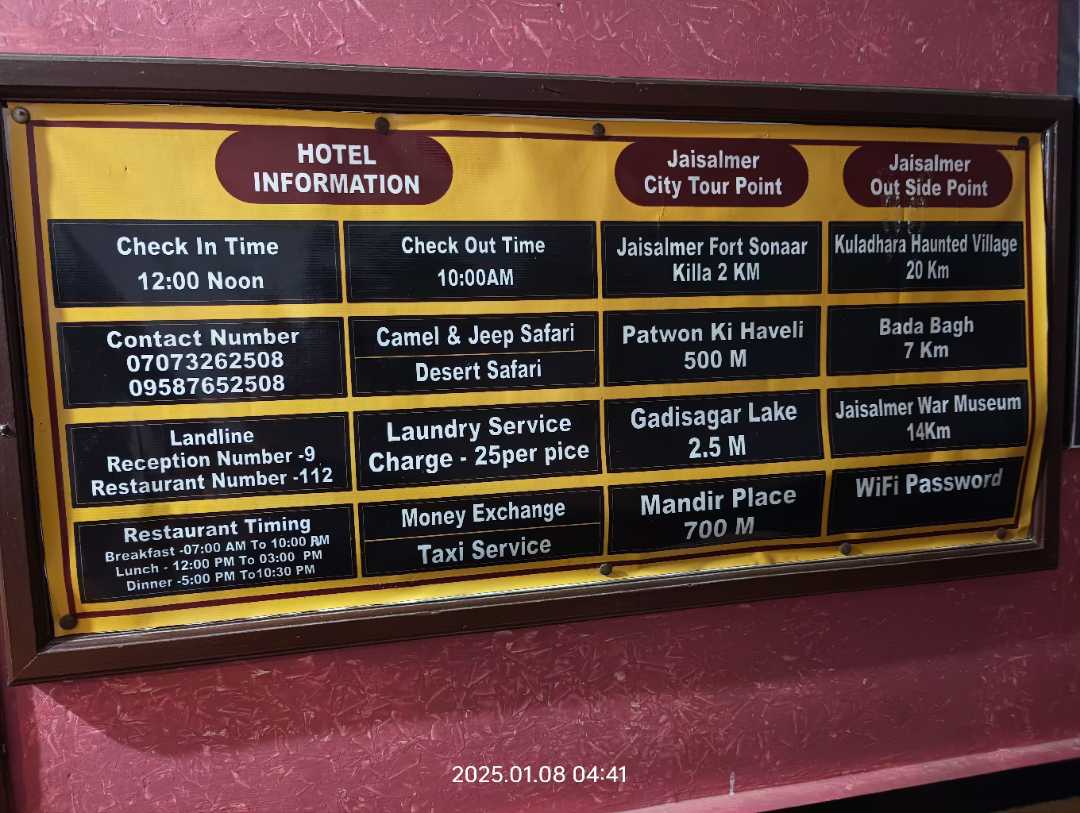 HOTEL
INFORMATION
Jaisalmer
City Tour Point
Jaisalmer
Out Side Point
Check In Time
12:00 Noon
Check Out Time
10:00AM
Jaisalmer Fort Sonaar
Killa 2 KM
Kuladhara Haunted Village
20 Km
Contact Number
07073262508
09587652508
Camel & Jeep Safari
Desert Safari
Patwon Ki Haveli
500 M
Bada Bagh
7 Km
Landline
Reception Number -9
Restaurant Number -112
Laundry Service
Charge - 25per pice
Gadisagar Lake
2.5 M
Jaisalmer War Museum
14Km
Restaurant Timing
Breakfast -07:00 AM To 10:00 AM
Lunch - 12:00 PM To 03:00 PM
Dinner -5:00 PM To10:30 PM
Money Exchange
Taxi Service
Mandir Place
700 M
WiFi Password
2025.01.08 04:41